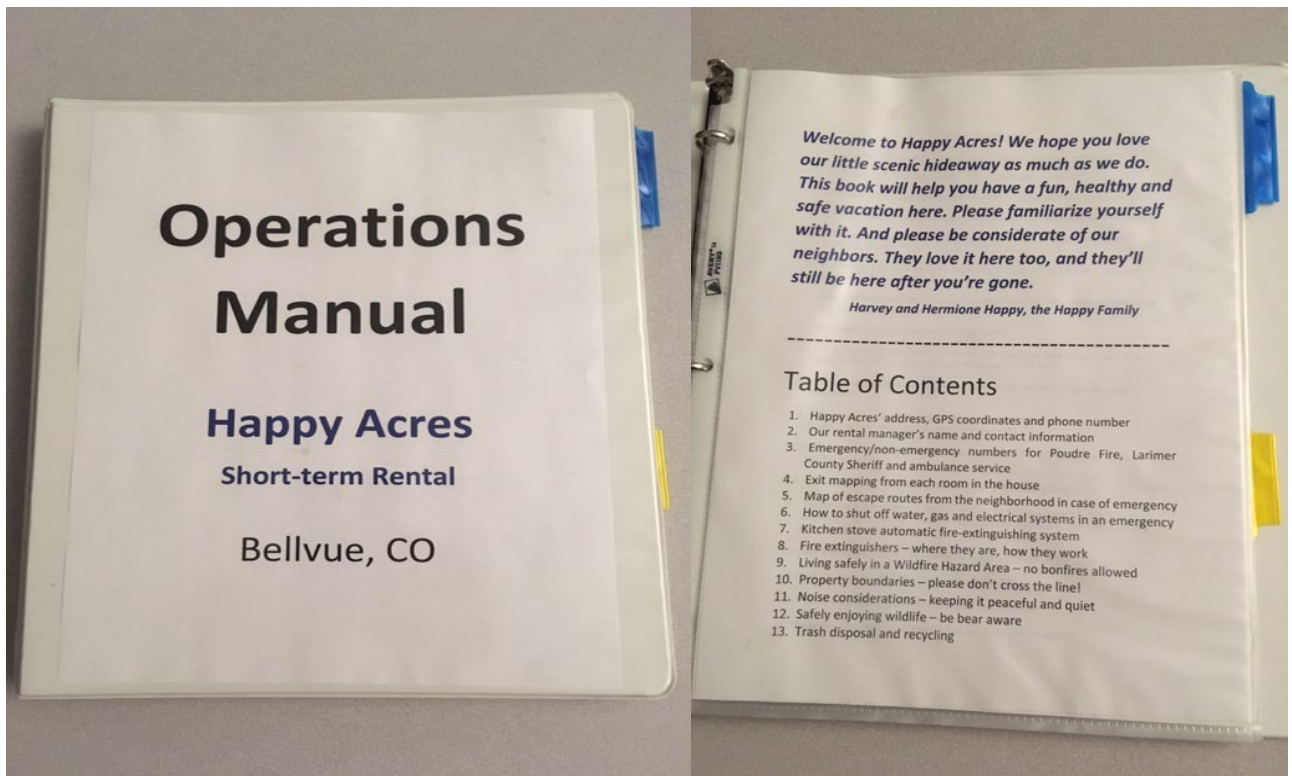 Operations
Manual
Happy Acres
Short-term Rental
Bellvue, CO
Welcome to Happy Acres! We hope you love
our little scenic hideaway as much as we do.
This book will help you have a fun, healthy and
safe vacation here. Please familiarize yourself
with it. And please be considerate of our
neighbors. They love it here too, and they'll
still be here after you're gone.
Harvey and Hermione Happy, the Happy Family
-----------------------------------------
Table of Contents
1. Happy Acres' address, GPS coordinates and phone number
2. Our rental manager's name and contact information
3. Emergency/non-emergency numbers for Poudre Fire, Larimer
County Sheriff and ambulance service
4. Exit mapping from each room in the house
5. Map of escape routes from the neighborhood in case of emergency
6. How to shut off water, gas and electrical systems in an emergency
7. Kitchen stove automatic fire-extinguishing system
8. Fire extinguishers – where they are, how they work
9. Living safely in a Wildfire Hazard Area – no bonfires allowed
10. Property boundaries – please don't cross the line!
11. Noise considerations – keeping it peaceful and quiet
12. Safely enjoying wildlife – be bear aware
13. Trash disposal and recycling
AVERY